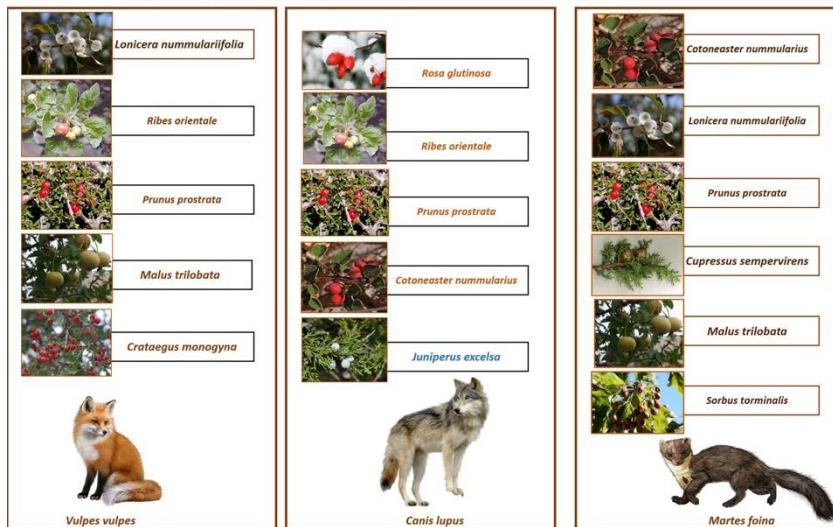 Lonicera nummulariifolia
Ribes orientale
Prunus prostrata
Malus trilobata
Crataegus monogyna
Vulpes vulpes
Rosa glutinosa
Ribes orientale
Prunus prostrata
Cotoneaster nummularius
Juniperus excelsa
Canis lupus
Cotoneaster nummularius
Lonicera nummulariifolia
Prunus prostrata
Cupressus sempervirens
Malus trilobata
Sorbus torminalis
Martes foina